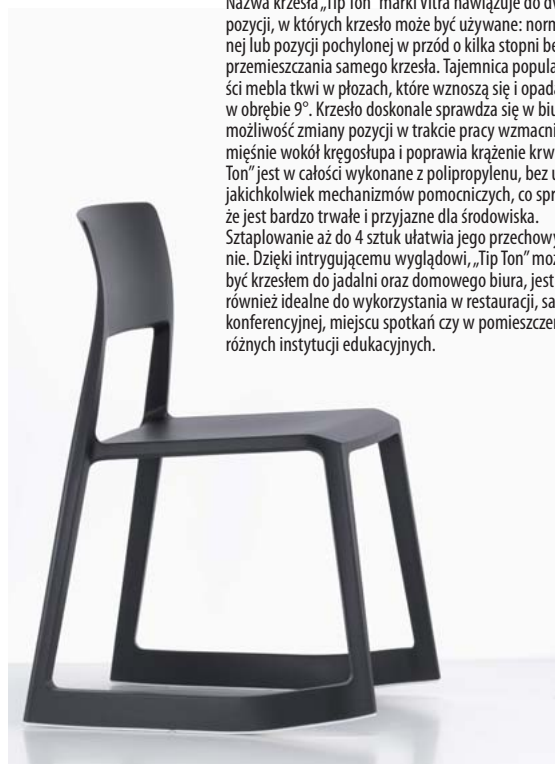 Nazwa krzesła „Tip Ton” marki Vitra nawiązuje do
pozycji, w których krzesło może być używane:
nej lub pozycji pochylonej w przód o kilka stopni
przemieszczania samego krzesła. Tajemnica
ści mebla tkwi w płozach, które wznoszą się i
w obrębie 9°. Krzesło doskonale sprawdza się w
możliwość zmiany pozycji w trakcie pracy
mięśnie wokół kręgosłupa i poprawia krążenie
Ton” jest w całości wykonane z polipropylenu, bez
jakichkolwiek mechanizmów pomocniczych, co
że jest bardzo trwałe i przyjazne dla środowiska.
Sztaplowanie aż do 4 sztuk ułatwia jego
nie. Dzięki intrygującemu wyglądowi, „Tip Ton”
być krzesłem do jadalni oraz domowego biura, jest
również idealne do wykorzystania w restauracji,
konferencyjnej, miejscu spotkań czy w
różnych instytucji edukacyjnych.